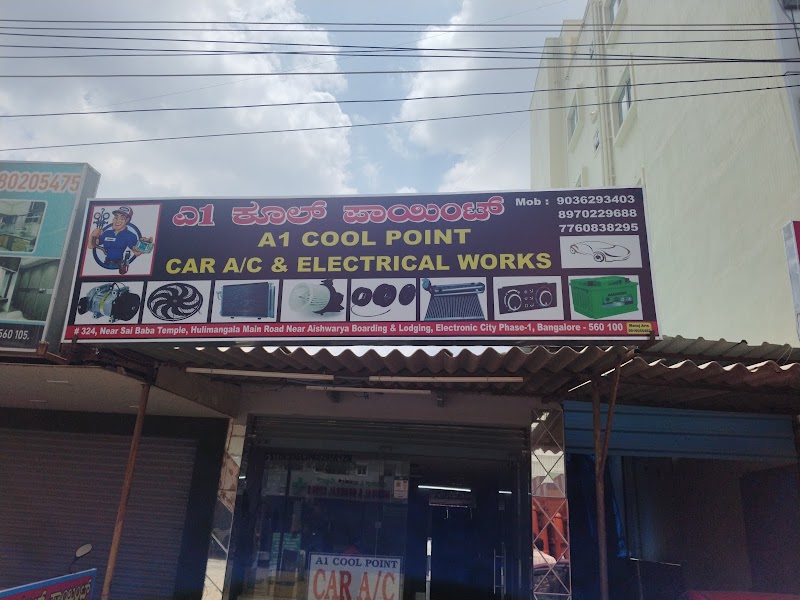 80205475
560 105.
ಎ1 ಕೂಲ್ ಪಾಯಿಂಟ್
Mob : 9036293403
8970229688
7760838295
A1 COOL POINT
CAR A/C & ELECTRICAL WORKS
# 324, Near Sai Baba Temple, Hulimangala Main Road Near Aishwarya Boarding & Lodging, Electronic City Phase-1, Bangalore - 560 100
A1 COOL POINT
CAR A/C